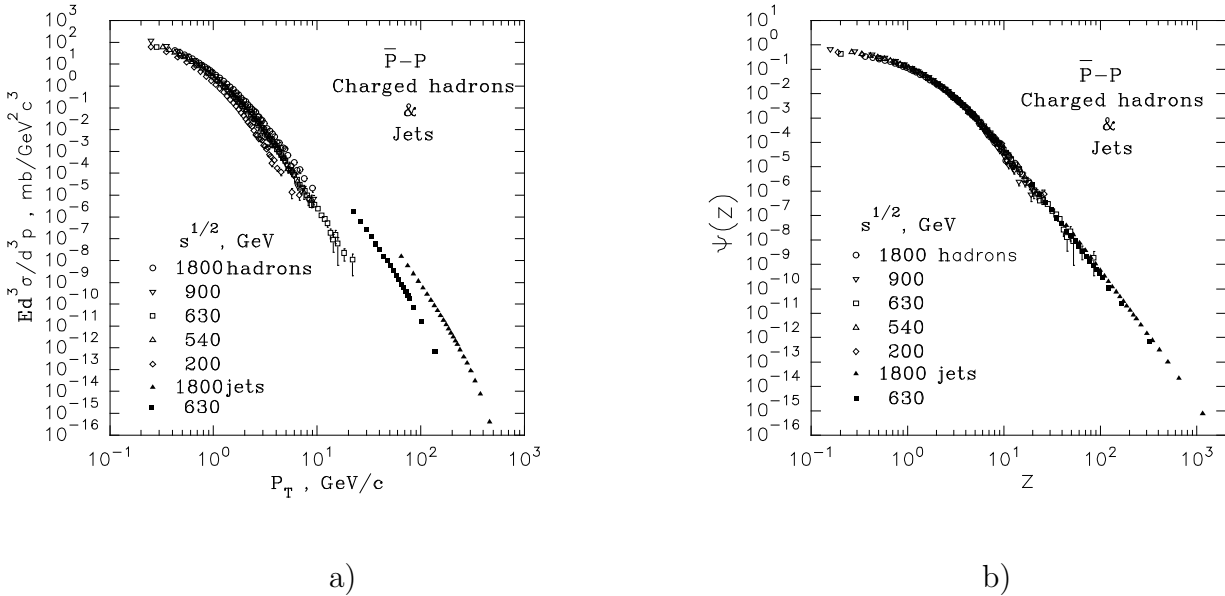 10^3
10^2
10^1
10^0
10^-1
10^-2
10^-3
10^-4
10^-5
10^-6
10^-7
10^-8
10^-9
10^-10
10^-11
10^-12
10^-13
10^-14
10^-15
10^-16
Ed^3 σ/d^3 p , mb/GeV^2 c^3
P̅−P
Charged hadrons
&
Jets
s^1/2, GeV
1800 hadrons
900
630
540
200
1800 jets
630
10^-1 10^0 10^1 10^2 10^3
P_T , GeV/c
a)
10^1
10^0
10^-1
10^-2
10^-3
10^-4
10^-5
10^-6
10^-7
10^-8
10^-9
10^-10
10^-11
10^-12
10^-13
10^-14
10^-15
10^-16
ψ(z)
P̅−P
Charged hadrons
&
Jets
s^1/2, GeV
1800 hadrons
900
630
540
200
1800 jets
630
10^-1 10^0 10^1 10^2 10^3
z
b)